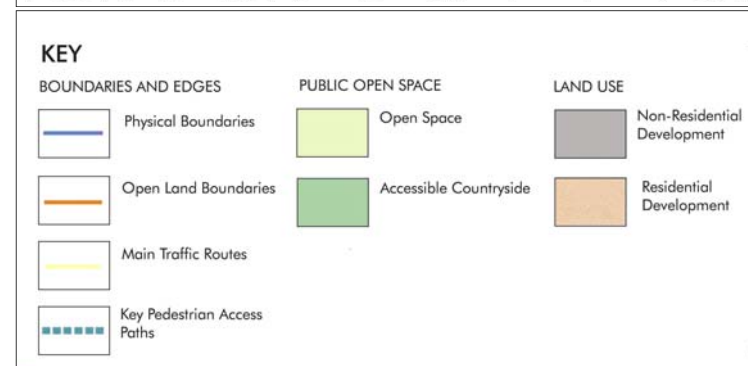 KEY
BOUNDARIES AND EDGES
Physical Boundaries
Open Land Boundaries
Main Traffic Routes
Key Pedestrian Access
Paths
PUBLIC OPEN SPACE
Open Space
Accessible Countryside
LAND USE
Non-Residential
Development
Residential
Development